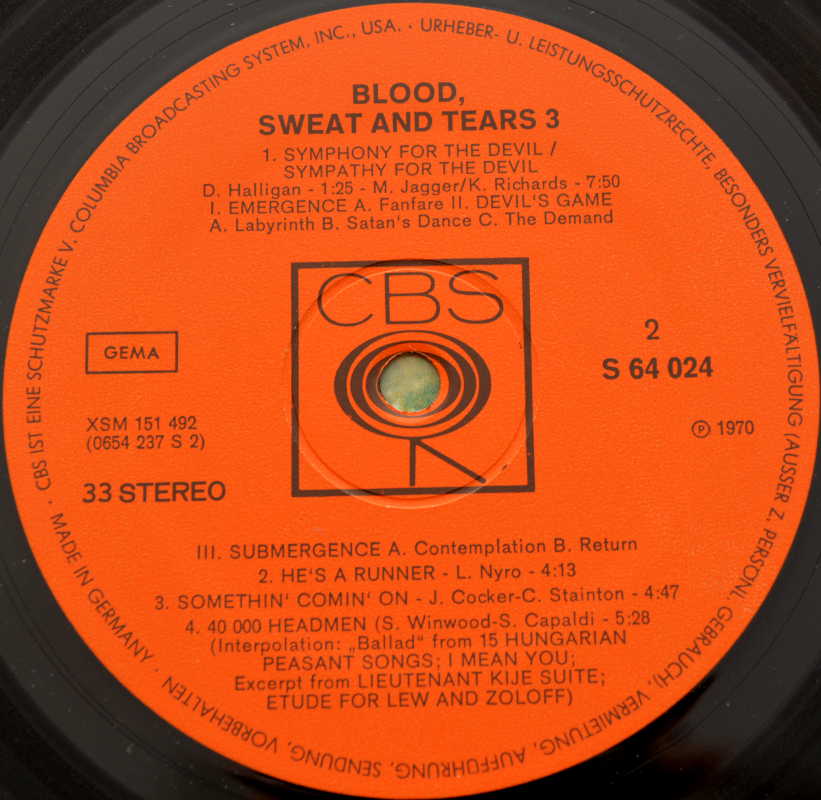 CBS IST EINE SCHUTZMARKE V. COLUMBIA BROADCASTING SYSTEM, INC., USA. · URHEBER- U. LEISTUNGSSCHUTZRECHTE, BESONDERS VERVIELFÄLTIGUNG (AUSSER Z. PERSÖNL. GEBRAUCH), VERMIETUNG, AUFFÜHRUNG, SENDUNG, VORBEHALTEN · MADE IN GERMANY ·
BLOOD,
SWEAT AND TEARS 3
1. SYMPHONY FOR THE DEVIL /
SYMPATHY FOR THE DEVIL
D. Halligan - 1:25 - M. Jagger/K. Richards - 7:50
I. EMERGENCE A. Fanfare II. DEVIL'S GAME
A. Labyrinth B. Satan's Dance C. The Demand
CBS
GEMA
2
S 64 024
XSM 151 492
(0654 237 S 2)
℗ 1970
33 STEREO
III. SUBMERGENCE A. Contemplation B. Return
2. HE'S A RUNNER - L. Nyro - 4:13
3. SOMETHIN' COMIN' ON - J. Cocker-C. Stainton - 4:47
4. 40 000 HEADMEN (S. Winwood-S. Capaldi - 5:28
(Interpolation: „Ballad" from 15 HUNGARIAN
PEASANT SONGS; I MEAN YOU;
Excerpt from LIEUTENANT KIJE SUITE;
ETUDE FOR LEW AND ZOLOFF)